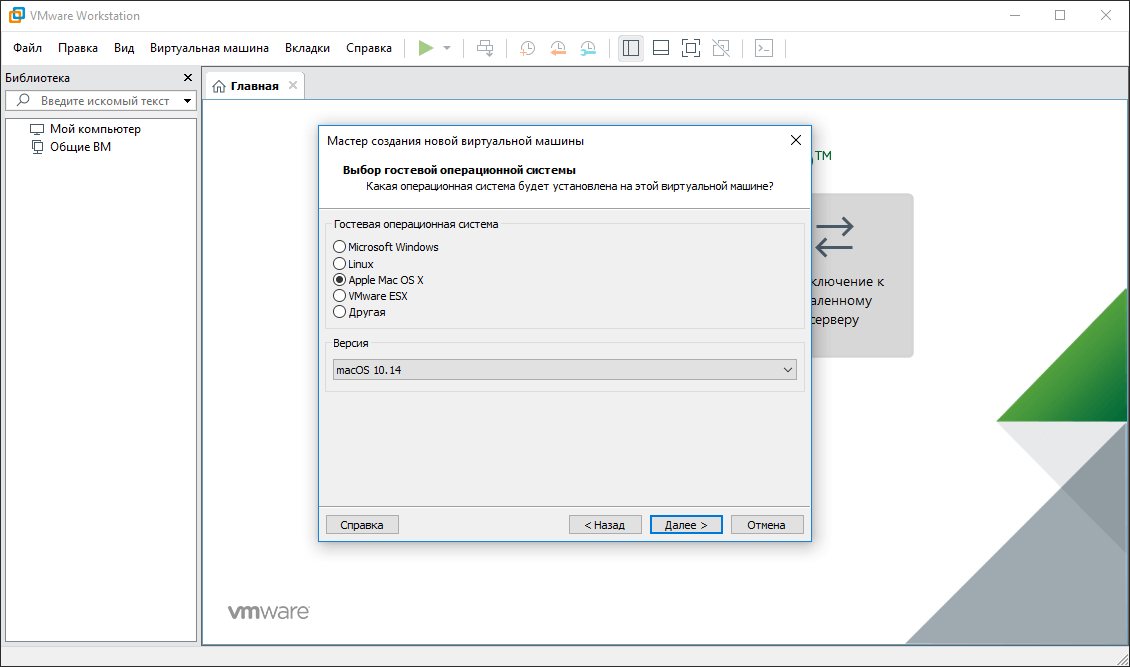 VMware Workstation
Файл Правка Вид Виртуальная машина Вкладки Справка
Библиотека
Введите искомый текст
Мой компьютер
Общие ВМ
Главная
TM
Мастер создания новой виртуальной машины
Выбор гостевой операционной системы
Какая операционная система будет установлена на этой виртуальной машине?
Гостевая операционная система
Microsoft Windows
Linux
Apple Mac OS X
VMware ESX
Другая
Версия
macOS 10.14
Справка < Назад Далее > Отмена
ключение к
аленному
серверу
vmware